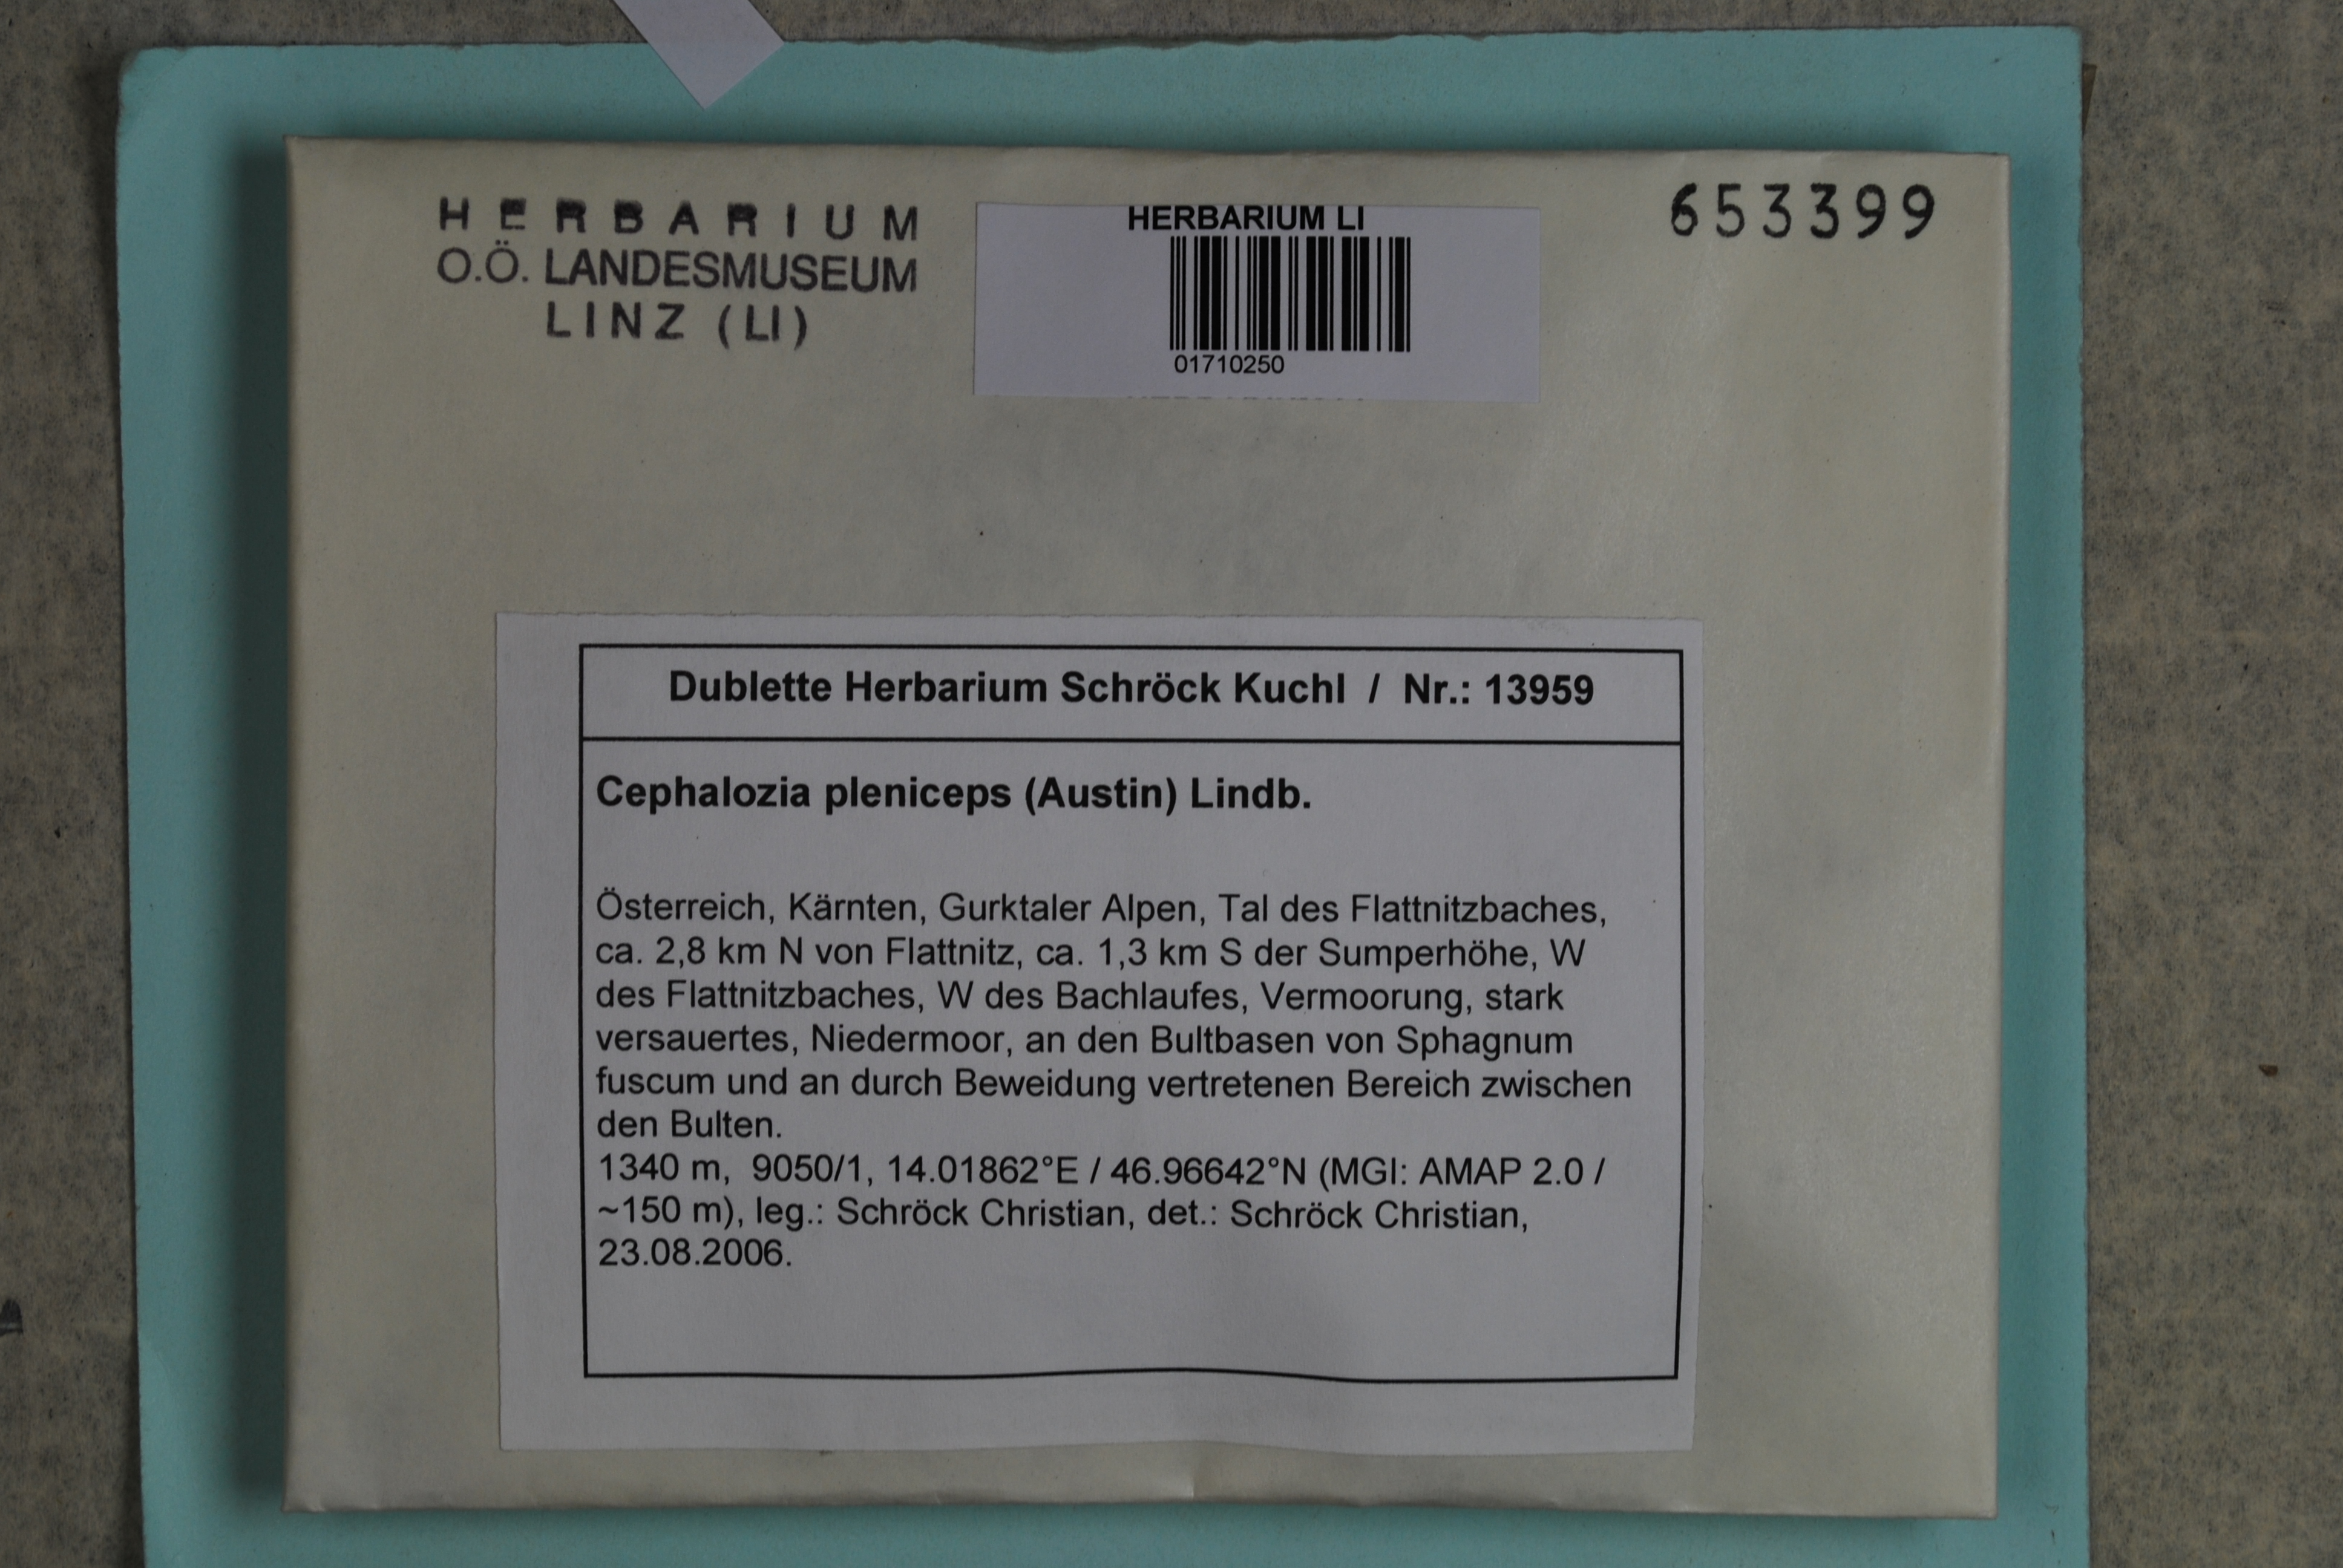 HERBARIUM
O.Ö. LANDESMUSEUM
LINZ (LI)
HERBARIUM LI
01710250
653399
Dublette Herbarium Schröck Kuchl / Nr.: 13959
Cephalozia pleniceps (Austin) Lindb.
Österreich, Kärnten, Gurktaler Alpen, Tal des Flattnitzbaches,
ca. 2,8 km N von Flattnitz, ca. 1,3 km S der Sumperhöhe, W
des Flattnitzbaches, W des Bachlaufes, Vermoorung, stark
versauertes, Niedermoor, an den Bultbasen von Sphagnum
fuscum und an durch Beweidung vertretenen Bereich zwischen
den Bulten.
1340 m, 9050/1, 14.01862°E / 46.96642°N (MGI: AMAP 2.0 /
~150 m), leg.: Schröck Christian, det.: Schröck Christian,
23.08.2006.